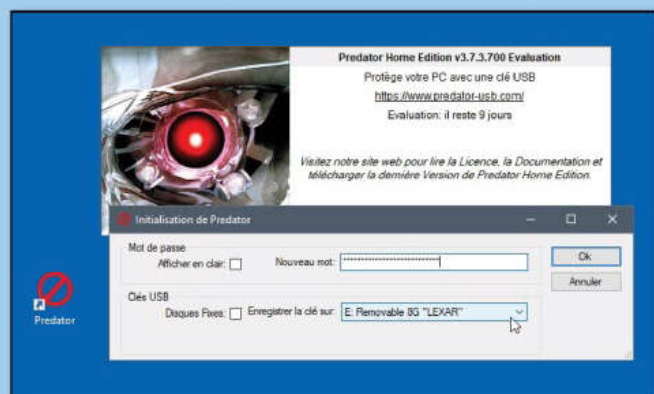 Predator Home Edition v3.7.3.700 Evaluation
Protège votre PC avec une clé USB
https://www.predator-usb.com/
Evaluation: il reste 9 jours
Visitez notre site web pour lire la Licence, la Documentation et
télécharger la dernière Version de Predator Home Edition.
Initialisation de Predator
Mot de passe
Afficher en clair:
Nouveau mot:
Ok
Annuler
Clés USB
Disques Fixes:
Enregistrer la clé sur:
E: Removable 8G "LEXAR"
Predator